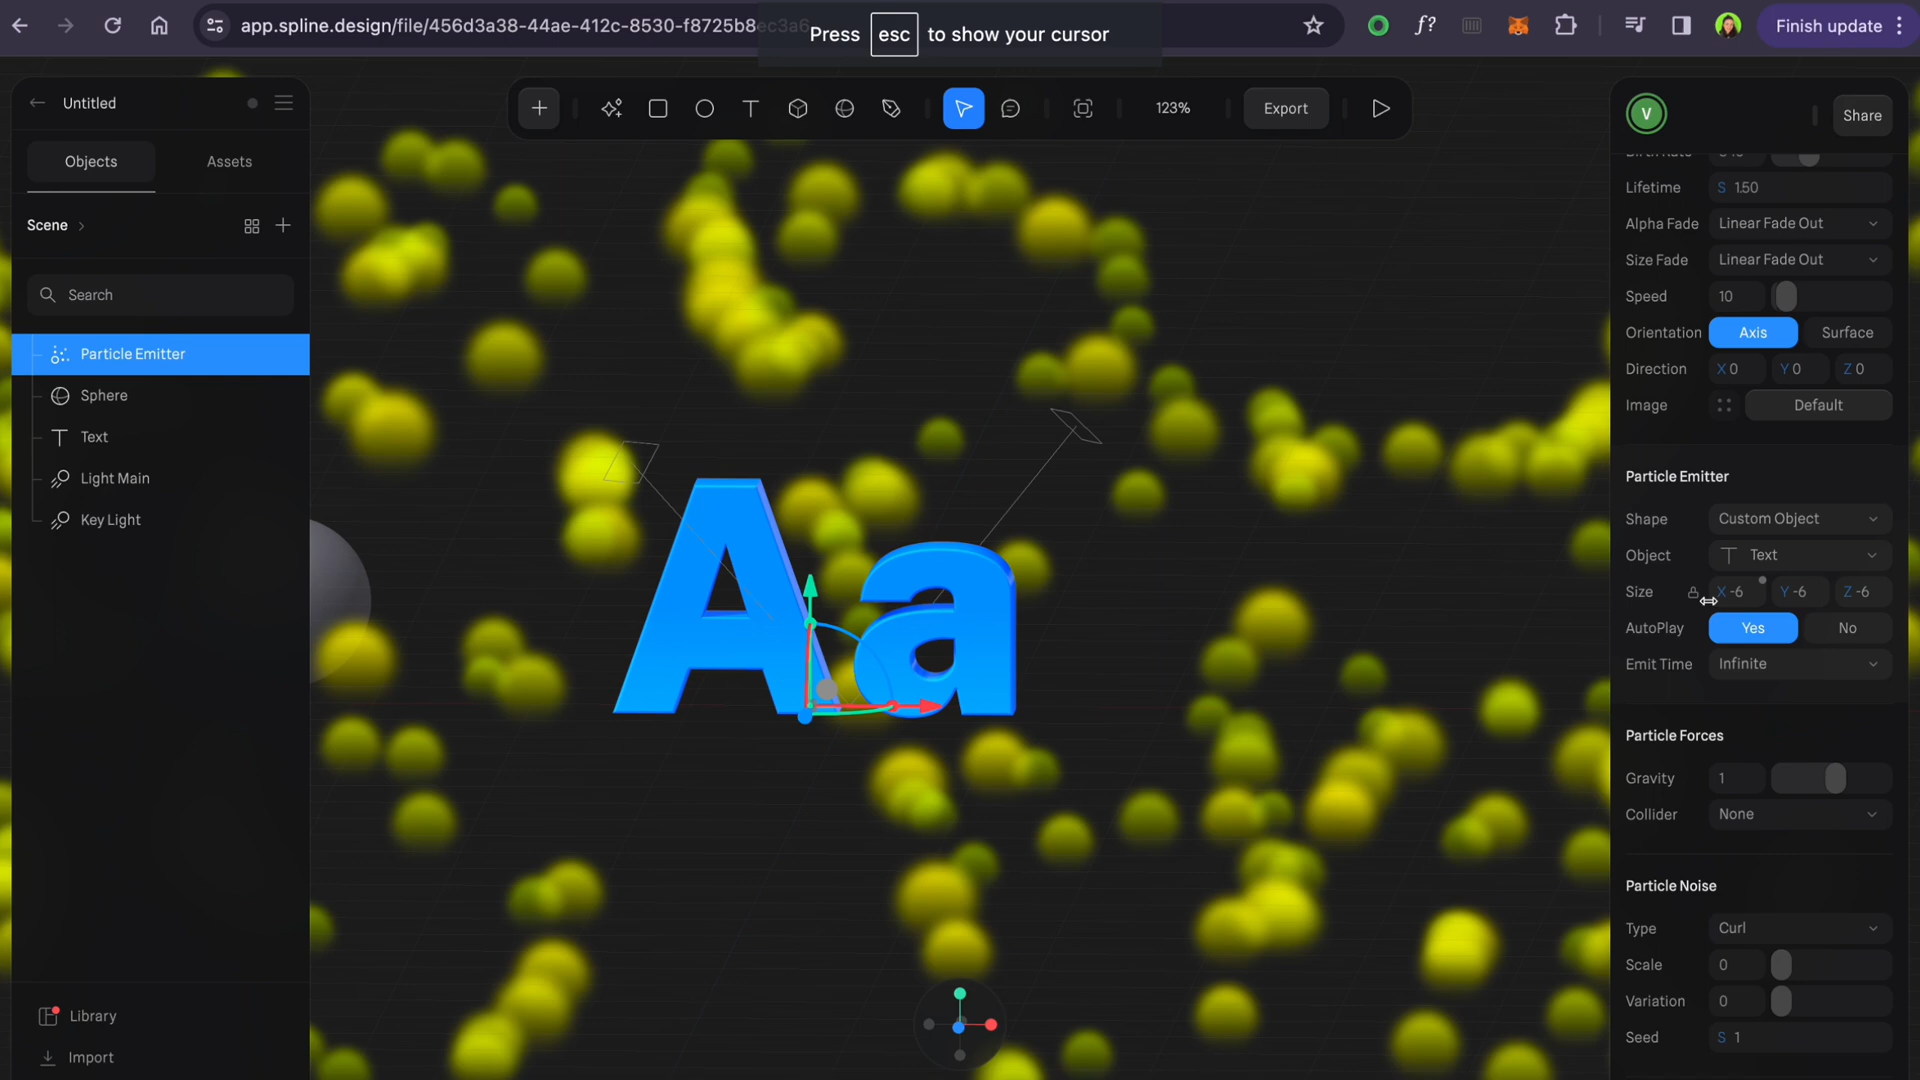 app.spline.design/file/456d3a38-44ae-412c-8530-f8725b8ec3a6
Press esc to show your cursor
f?
Finish update
Untitled
123%
Export
V
Share
Objects
Assets
Scene
Search
Particle Emitter
Sphere
Text
Light Main
Key Light
Library
Import
Aa
Lifetime S 1.50
Alpha Fade Linear Fade Out
Size Fade Linear Fade Out
Speed 10
Orientation Axis Surface
Direction X 0 Y 0 Z 0
Image Default
Particle Emitter
Shape Custom Object
Object Text
Size X -6 Y -6 Z -6
AutoPlay Yes No
Emit Time Infinite
Particle Forces
Gravity 1
Collider None
Particle Noise
Type Curl
Scale 0
Variation 0
Seed S 1